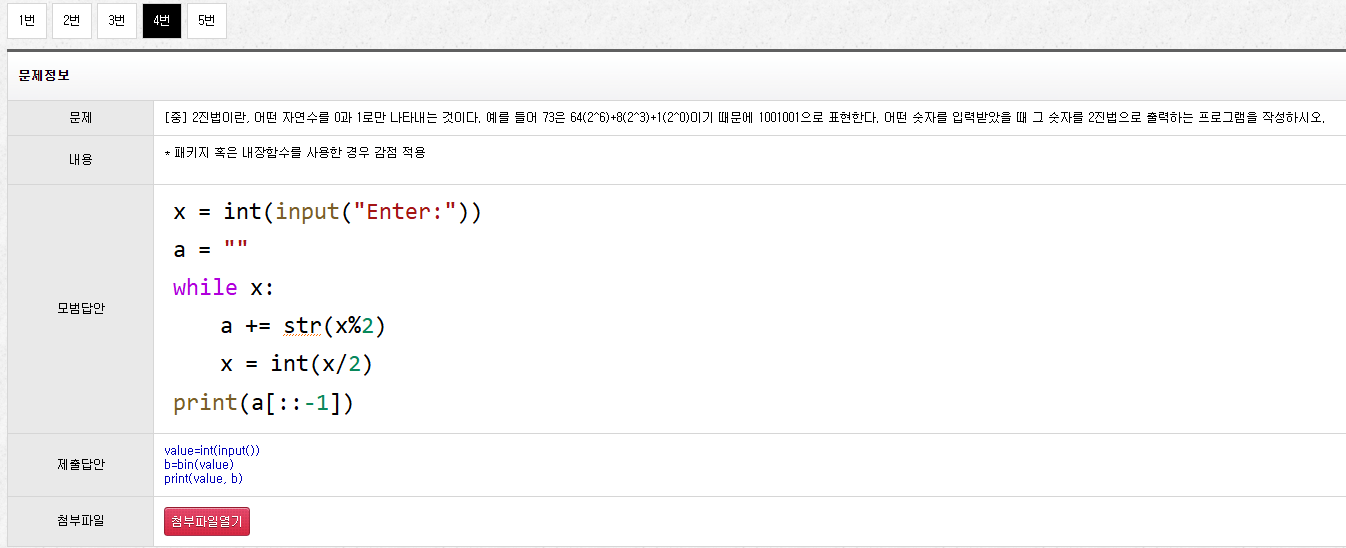 1번 2번 3번 4번 5번
문제정보
문제 [중] 2진법이란, 어떤 자연수를 0과 1로만 나타내는 것이다. 예를 들어 73은 64(2^6)+8(2^3)+1(2^0)이기 때문에 1001001으로 표현한다. 어떤 숫자를 입력받았을 때 그 숫자를 2진법으로 출력하는 프로그램을 작성하시오.
내용 * 패키지 혹은 내장함수를 사용한 경우 감점 적용
모범답안
x = int(input("Enter:"))
a = ""
while x:
    a += str(x%2)
    x = int(x/2)
print(a[::-1])
제출답안
value=int(input())
b=bin(value)
print(value, b)
첨부파일 첨부파일열기